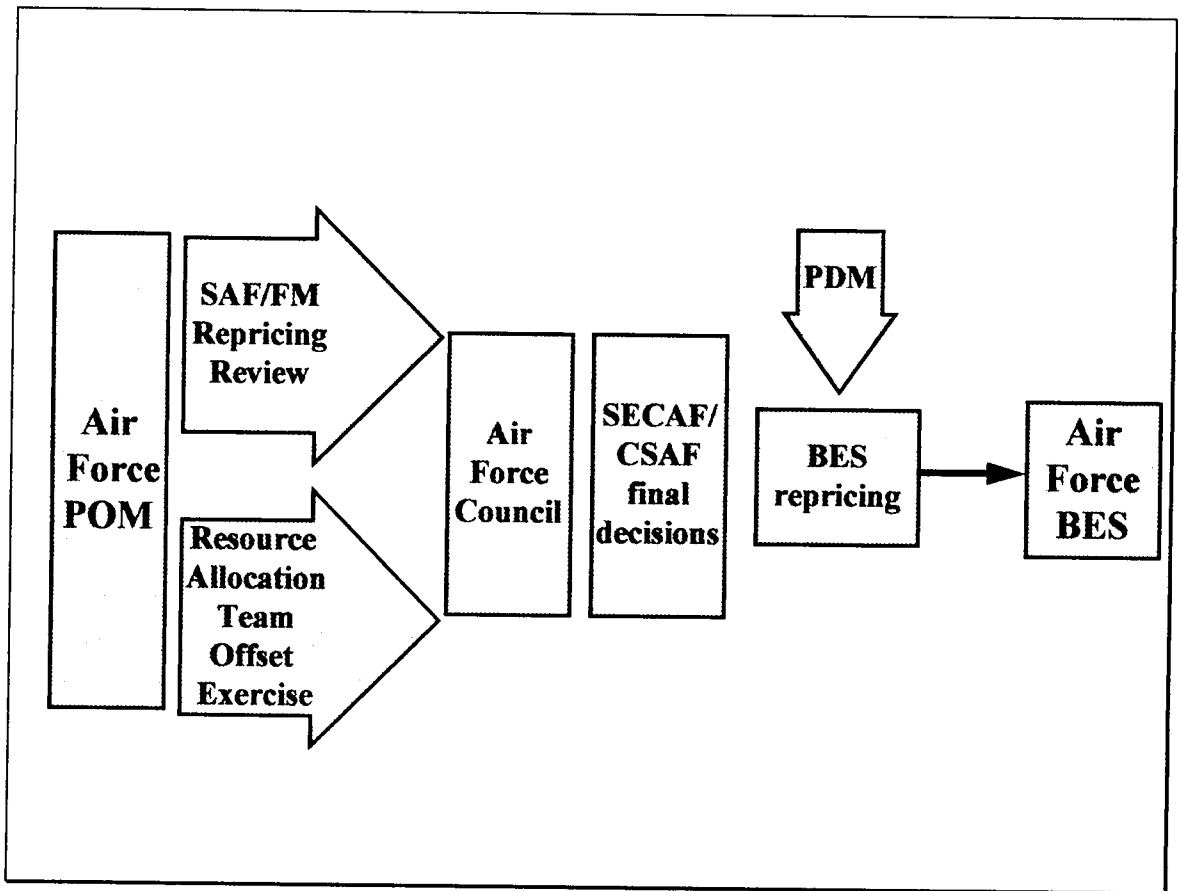 Air
Force
POM
SAF/FM
Repricing
Review
Resource
Allocation
Team
Offset
Exercise
Air
Force
Council
SECAF/
CSAF
final
decisions
PDM
BES
repricing
Air
Force
BES